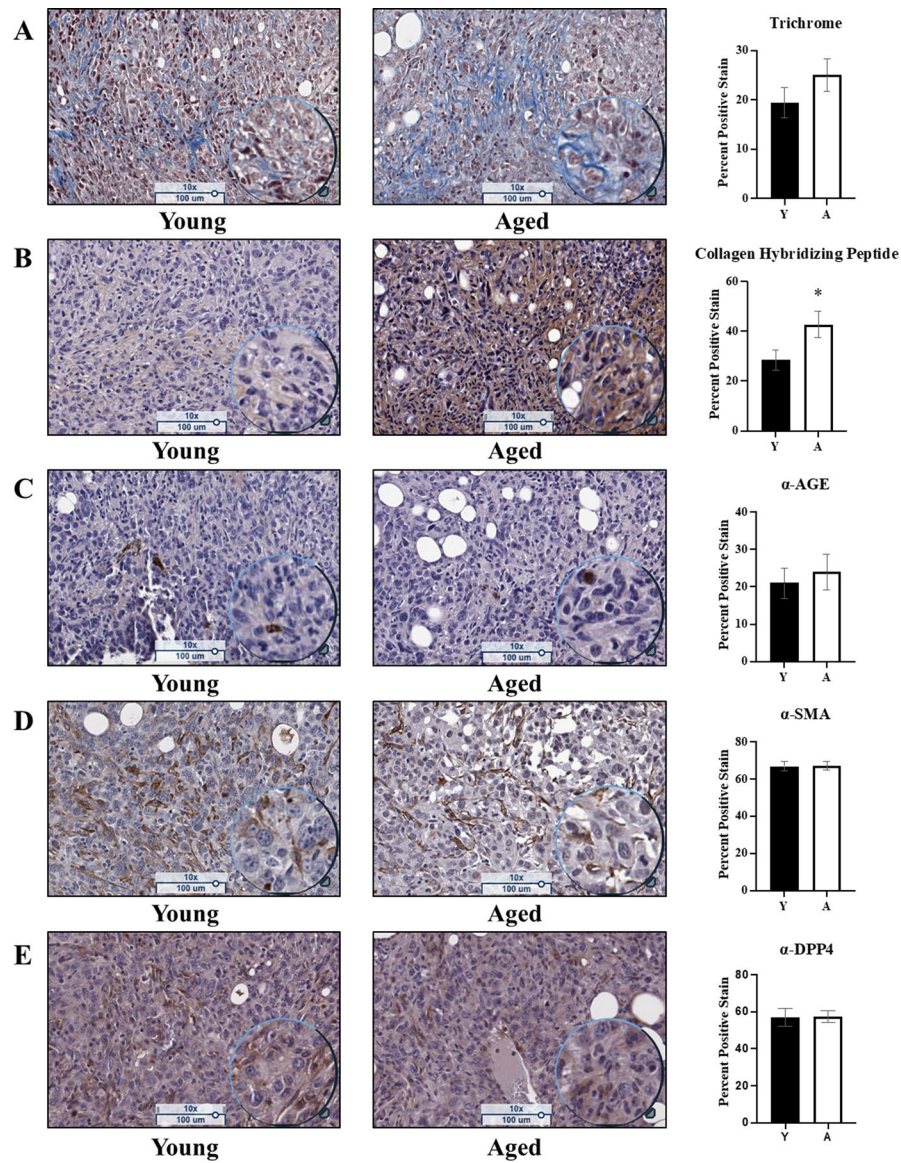 A
10x
100 um
Young
10x
100 um
Aged
Trichrome
Percent Positive Stain
30
20
10
0
Y
A
B
10x
100 um
Young
10x
100 um
Aged
Collagen Hybridizing Peptide
Percent Positive Stain
60
40
20
0
*
Y
A
C
10x
100 um
Young
10x
100 um
Aged
α-AGE
Percent Positive Stain
40
30
20
10
0
Y
A
D
10x
100 um
Young
10x
100 um
Aged
α-SMA
Percent Positive Stain
80
60
40
20
0
Y
A
E
10x
100 um
Young
10x
100 um
Aged
α-DPP4
Percent Positive Stain
80
60
40
20
0
Y
A